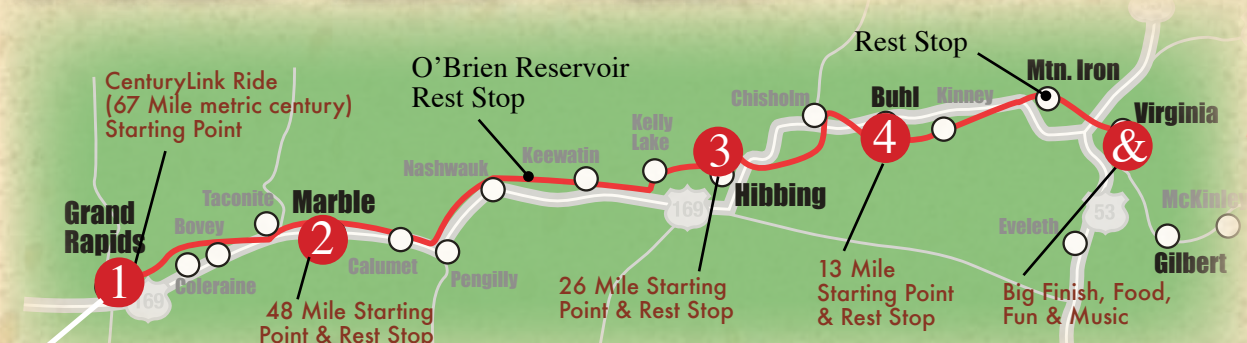 CenturyLink Ride
(67 Mile metric century)
Starting Point
O'Brien Reservoir
Rest Stop
Rest Stop
Mtn. Iron
Chisholm
Buhl
Kinney
Virginia
Kelly
Lake
Keewatin
Nashwauk
3
4
&
Hibbing
169
Taconite
Marble
Grand
Rapids
Bovey
2
McKinley
53
Eveleth
Calumet
Pengilly
Gilbert
1
169
Coleraine
48 Mile Starting
Point & Rest Stop
26 Mile Starting
Point & Rest Stop
13 Mile
Starting Point
& Rest Stop
Big Finish, Food,
Fun & Music